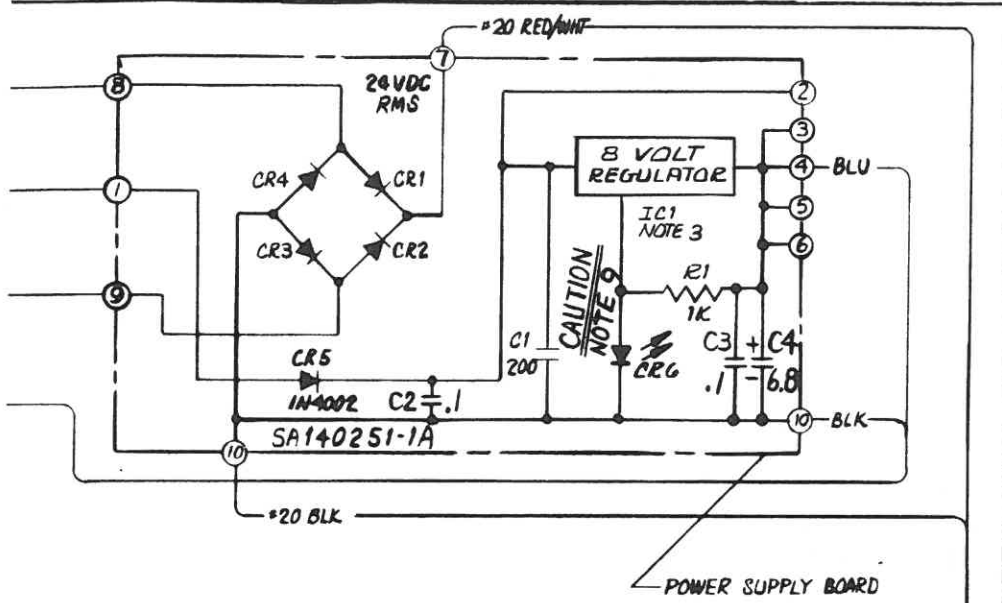 #20 RED/WHT
7
8
24VDC
RMS
2
3
8 VOLT
REGULATOR
4
BLU
CR4
CR1
1
5
IC1
NOTE 3
6
CR3
CR2
CAUTION
NOTE 9
R1
1K
9
C1
200
C3
.1
+
C4
-
6.8
CR6
CR5
1N4002
C2
.1
10
BLK
SA140251-1A
10
#20 BLK
POWER SUPPLY BOARD